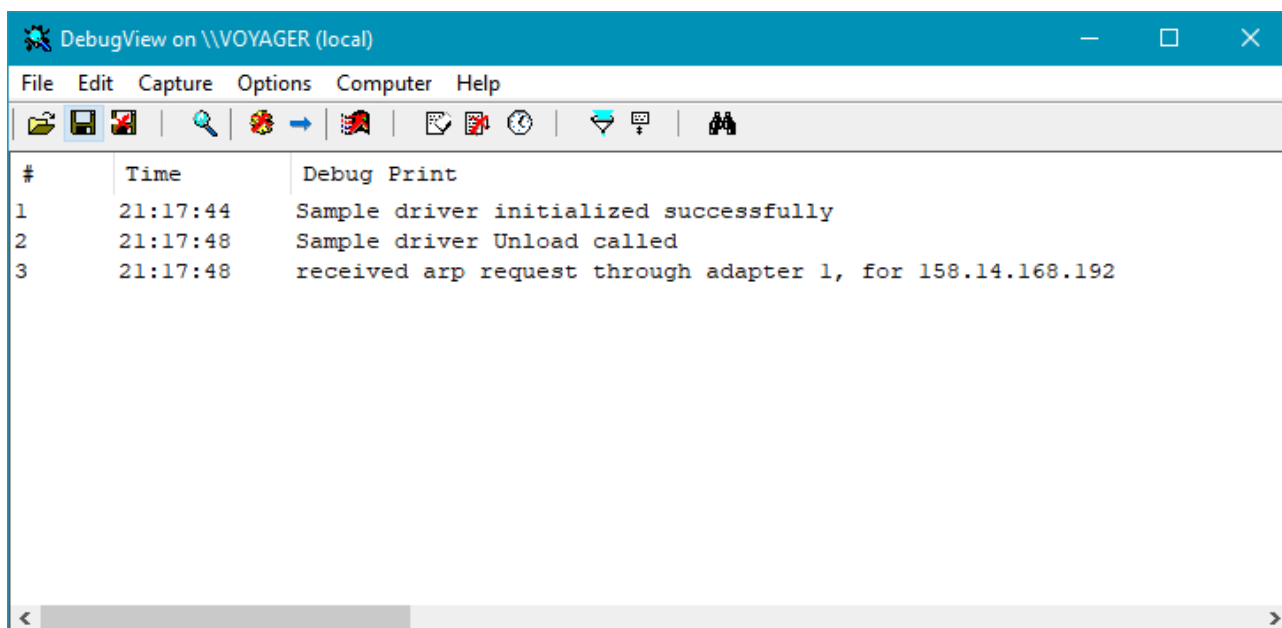 DebugView on \\VOYAGER (local)
File Edit Capture Options Computer Help
# Time Debug Print
1 21:17:44 Sample driver initialized successfully
2 21:17:48 Sample driver Unload called
3 21:17:48 received arp request through adapter 1, for 158.14.168.192